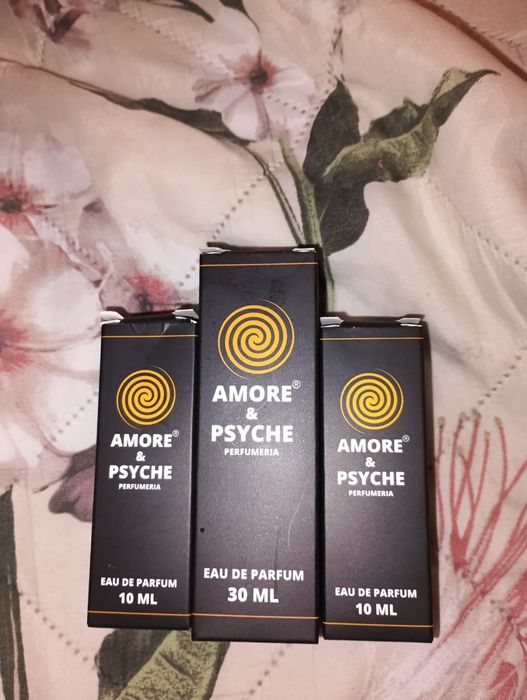 AMORE®
&
PSYCHE
PERFUMERIA
EAU DE PARFUM
10 ML
AMORE®
&
PSYCHE
PERFUMERIA
EAU DE PARFUM
30 ML
AMORE®
&
PSYCHE
PERFUMERIA
EAU DE PARFUM
10 ML